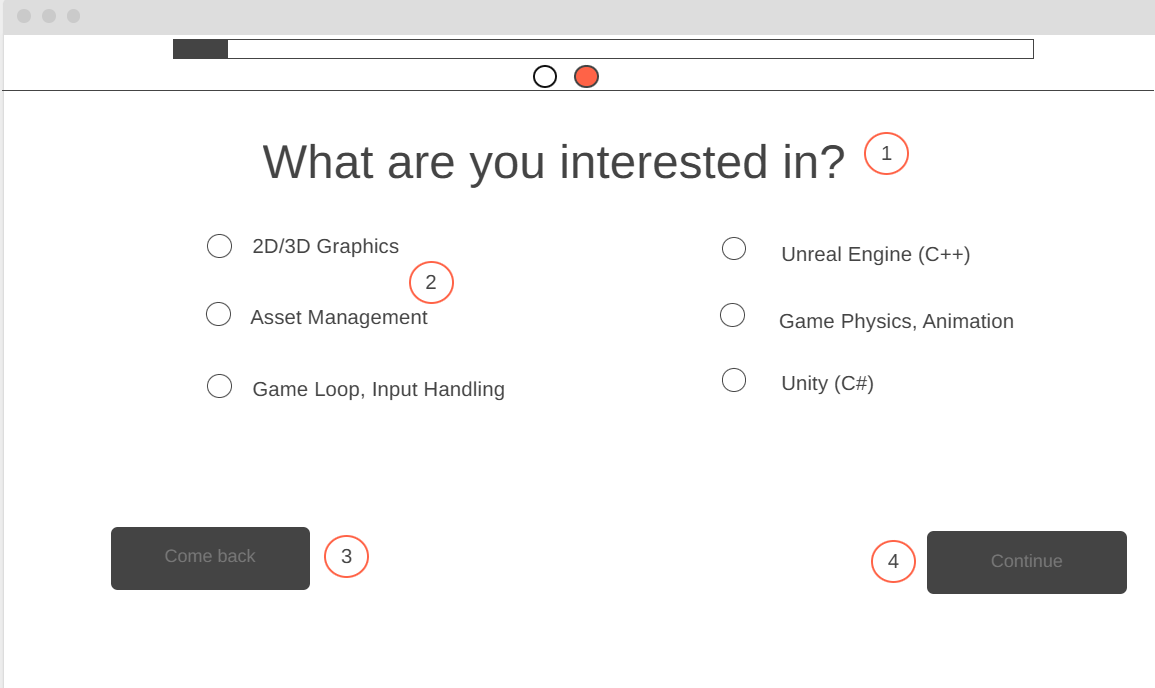 What are you interested in?
1
2D/3D Graphics
Unreal Engine (C++)
2
Asset Management
Game Physics, Animation
Game Loop, Input Handling
Unity (C#)
Come back
3
4
Continue